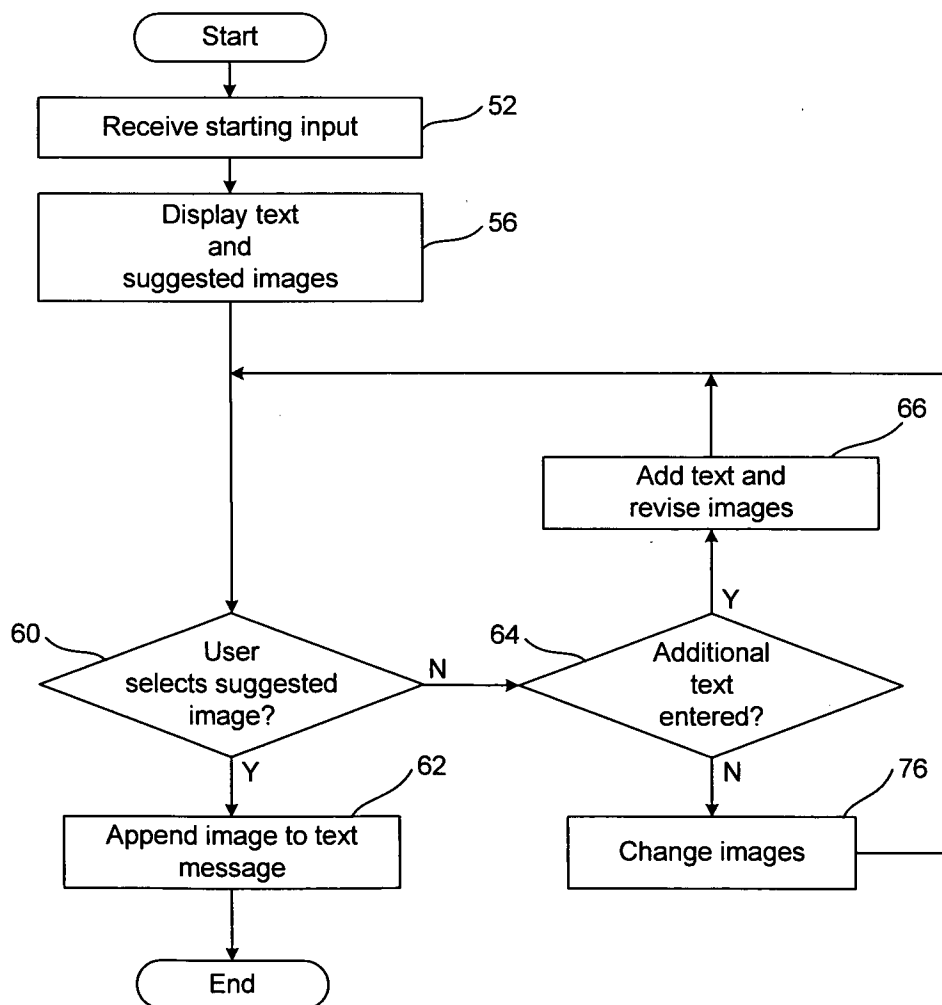 Start
Receive starting input
52
Display text
and
suggested images
56
66
Add text and
revise images
Y
60
User
selects suggested
image?
N
64
Additional
text
entered?
Y
N
62
76
Append image to text
message
Change images
End